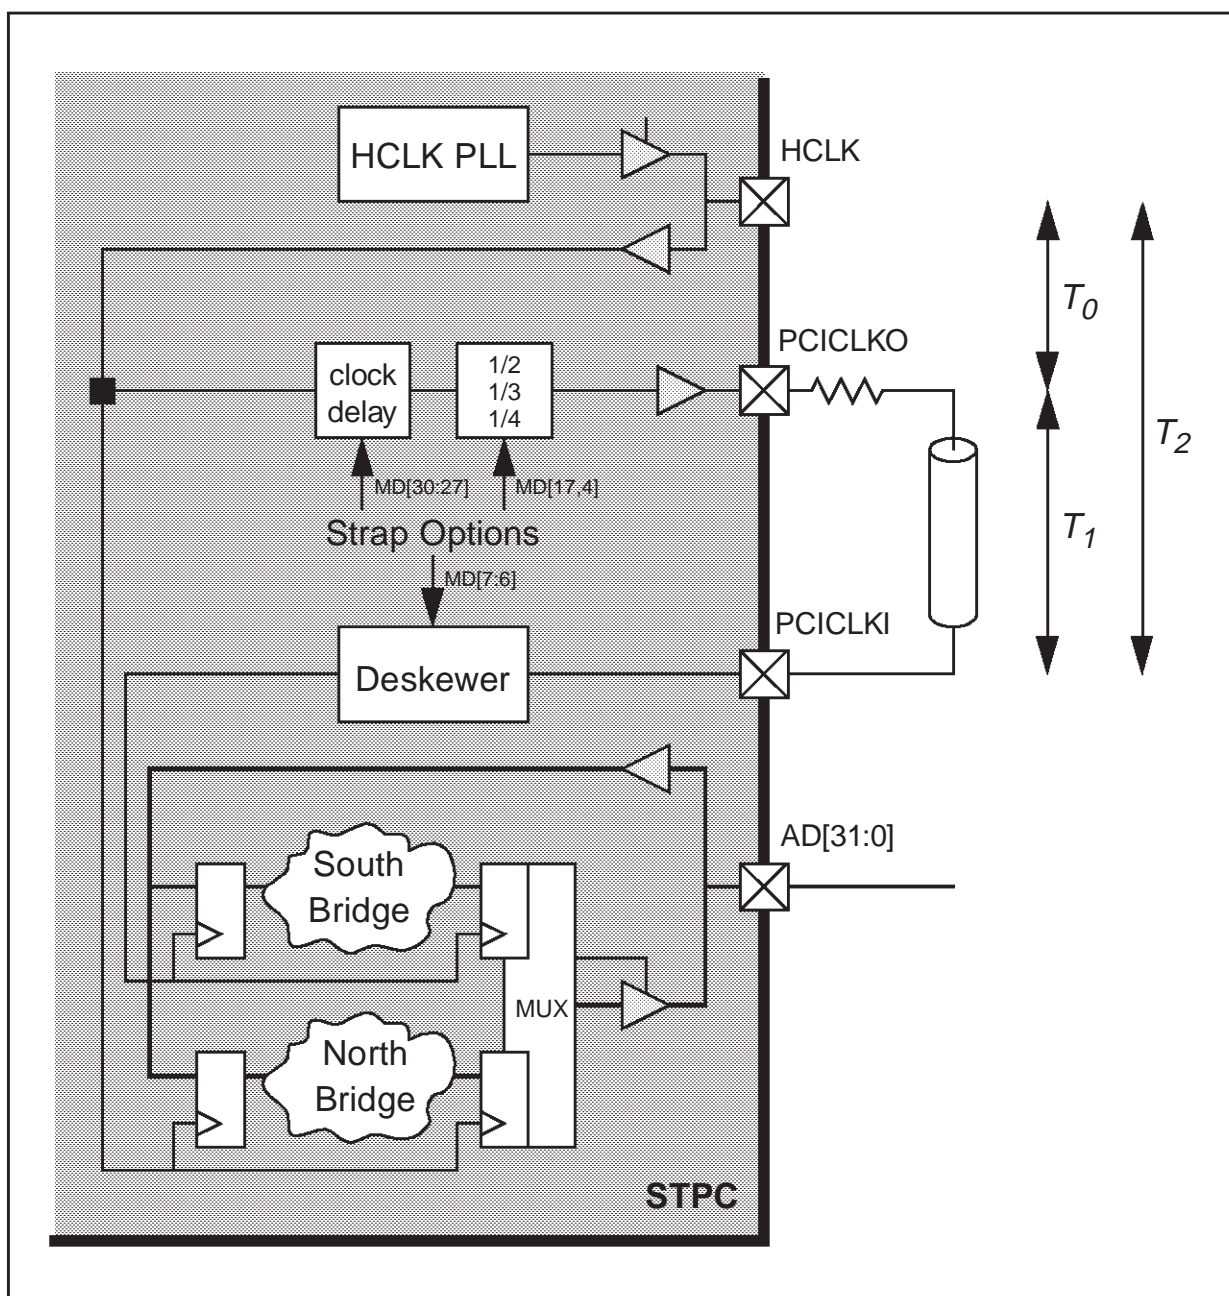 HCLK PLL
HCLK
T0
PCICLKO
clock
delay
1/2
1/3
1/4
T2
MD[30:27]
MD[17,4]
Strap Options
T1
MD[7:6]
PCICLKI
Deskewer
AD[31:0]
South
Bridge
MUX
North
Bridge
STPC